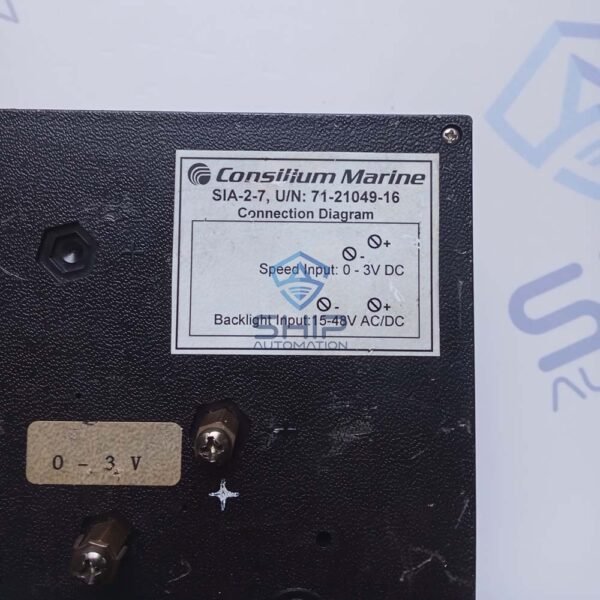 Consilium Marine
SIA-2-7, U/N: 71-21049-16
Connection Diagram
+
-
Speed Input: 0 - 3V DC
- +
Backlight Input:15-48V AC/DC
SHIP
AUTOMATION
0 - 3 V
+
S
AU